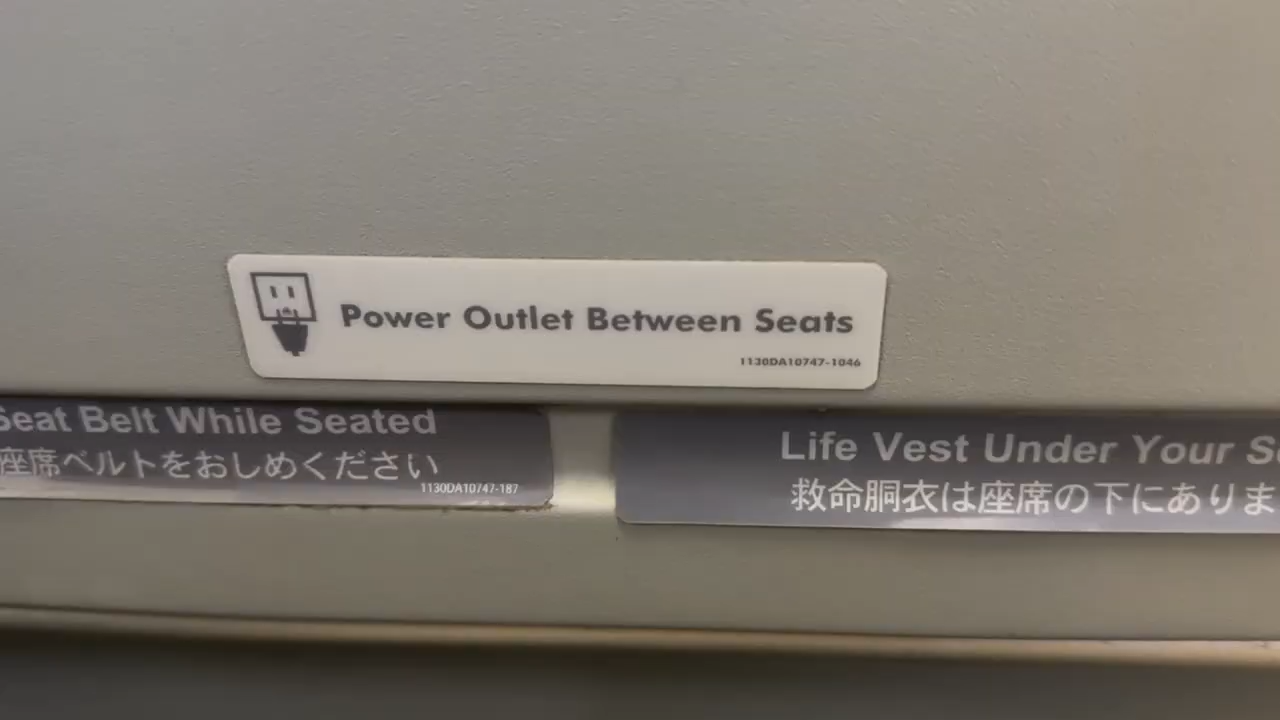 Power Outlet Between Seats
1130DA10747-1046
Seat Belt While Seated
座席ベルトをおしめください
1130DA10747-187
Life Vest Under Your
救命胴衣は座席の下にありま